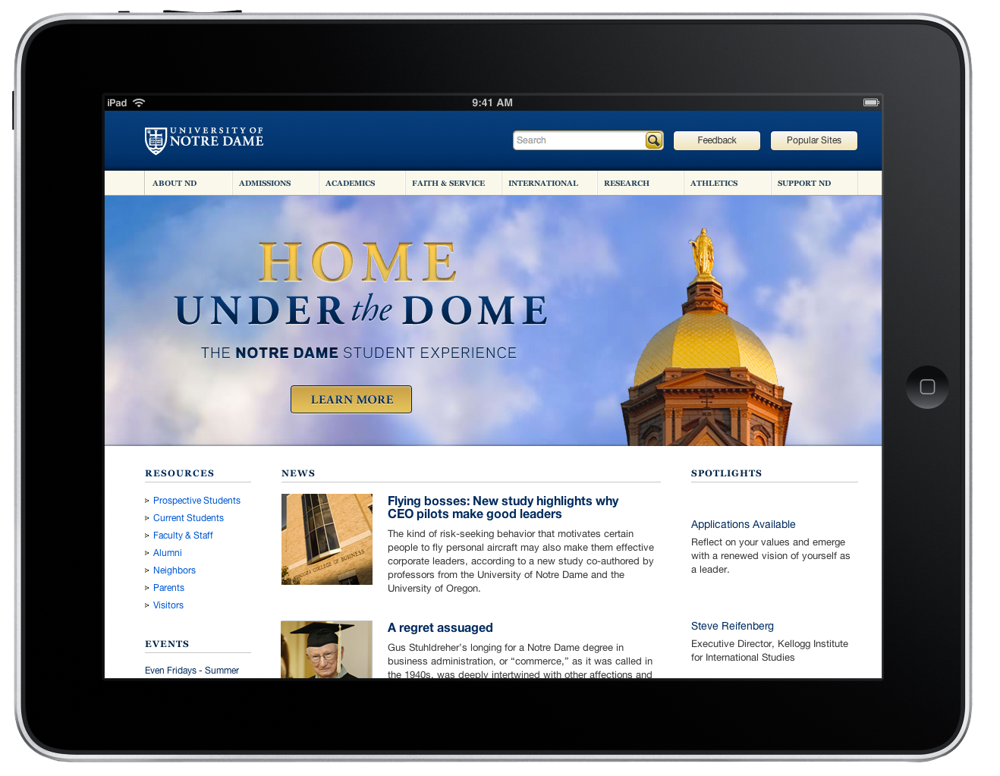 iPad
9:41 AM
UNIVERSITY OF
NOTRE DAME
Search
Feedback
Popular Sites
ABOUT ND
ADMISSIONS
ACADEMICS
FAITH & SERVICE
INTERNATIONAL
RESEARCH
ATHLETICS
SUPPORT ND
HOME
UNDER the DOME
THE NOTRE DAME STUDENT EXPERIENCE
LEARN MORE
RESOURCES
Prospective Students
Current Students
Faculty & Staff
Alumni
Neighbors
Parents
Visitors
EVENTS
Even Fridays - Summer
NEWS
Flying bosses: New study highlights why
CEO pilots make good leaders
The kind of risk-seeking behavior that motivates certain
people to fly personal aircraft may also make them effective
corporate leaders, according to a new study co-authored by
professors from the University of Notre Dame and the
University of Oregon.
COLLEGE OF BUSINESS
A regret assuaged
Gus Stuhldreher’s longing for a Notre Dame degree in
business administration, or “commerce,” as it was called in
the 1940s, was deeply intertwined with other affections and
SPOTLIGHTS
Applications Available
Reflect on your values and emerge
with a renewed vision of yourself as
a leader.
Steve Reifenberg
Executive Director, Kellogg Institute
for International Studies